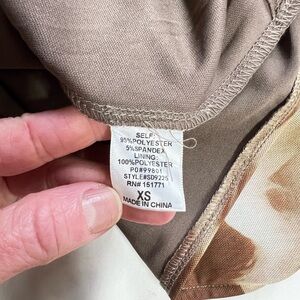 SELF:
95%POLYESTER
5%SPANDEX
LINING:
100%POLYESTER
PO#99801
STYLE#SD9225
RN# 151771
XS
MADE IN CHINA